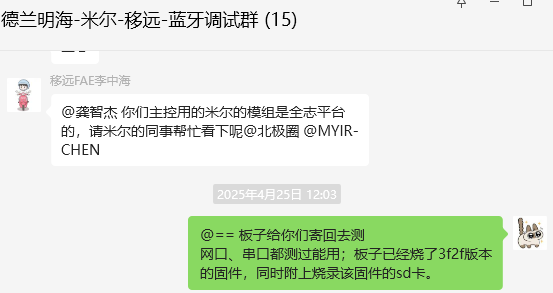 德兰明海-米尔-移远-蓝牙调试群 (15)
移远FAE李中海
@龚智杰 你们主控用的米尔的模组是全志平台
的，请米尔的同事帮忙看下呢@北极圈 @MYIR-
CHEN
2025年4月25日 12:03
@== 板子给你们寄回去测
网口、串口都测过能用；板子已经烧了3f2f版本
的固件，同时附上烧录该固件的sd卡。